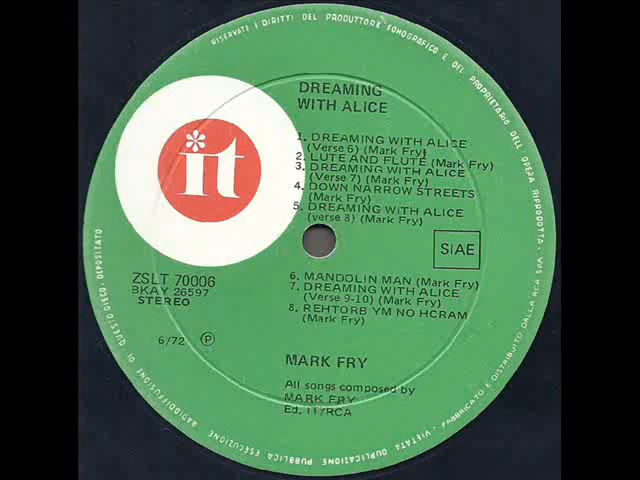 RISERVATI I DIRITTI DEL PRODUTTORE FONOGRAFICO E DEL PROPRIETARIO DELL'OPERA RIPRODOTTA
DREAMING
WITH ALICE
1. DREAMING WITH ALICE
(Verse 6) (Mark Fry)
2. LUTE AND FLUTE (Mark Fry)
3. DREAMING WITH ALICE
(Verse 7) (Mark Fry)
4. DOWN NARROW STREETS
(Mark Fry)
5. DREAMING WITH ALICE
(verse 8) (Mark Fry)
*it
SIAE
ZSLT 70006
BKAY 26597
STEREO
6. MANDOLIN MAN (Mark Fry)
7. DREAMING WITH ALICE
(Verse 9-10) (Mark Fry)
8. REHTORB YM NO HCRAM
(Mark Fry)
6/72 Ⓟ
MARK FRY
All songs composed by
MARK FRY
Ed. IT/RCA
FABBRICATO E DISTRIBUITO DALLA RCA SPA
VIETATA DUPLICAZIONE PUBBLICA ESECUZIONE RADIODIFFUSIONE DI QUESTO DISCO
DEPOSITATO